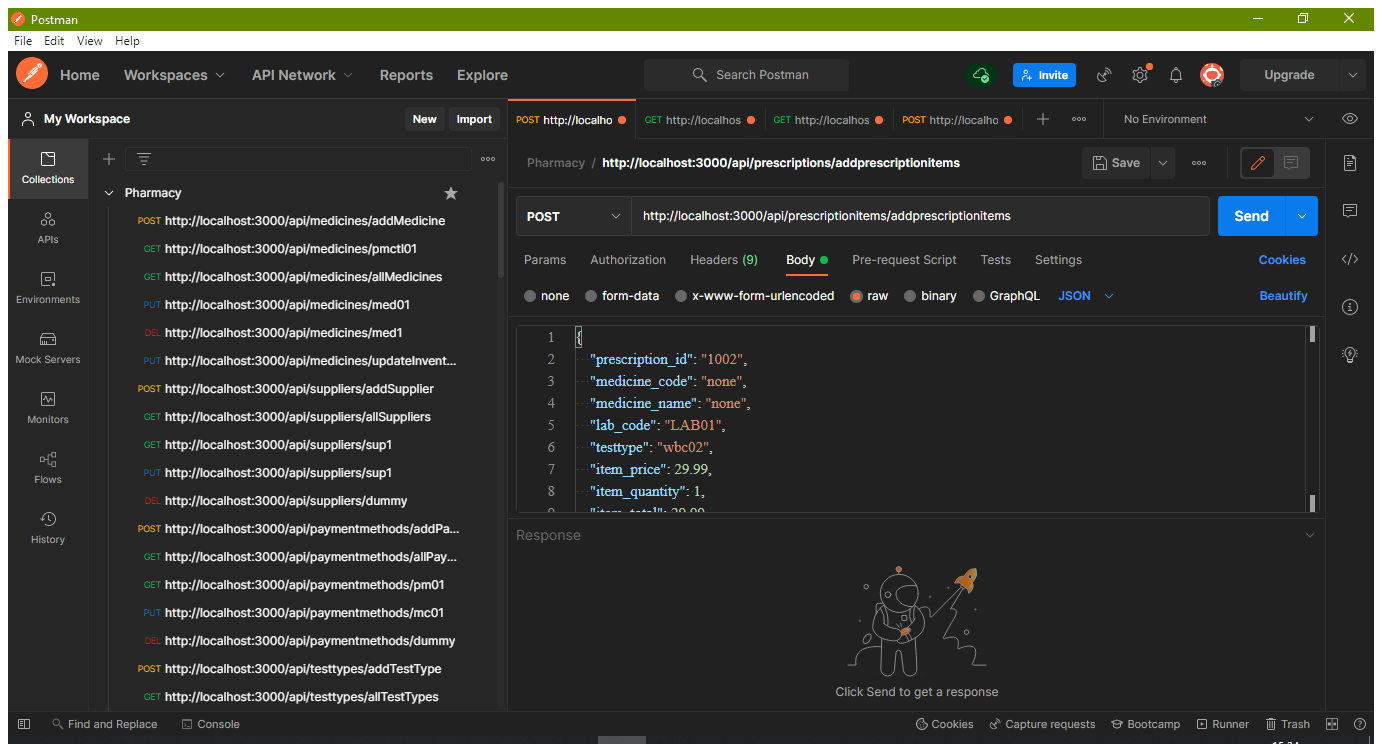 Postman
File Edit View Help
Home Workspaces API Network Reports Explore Search Postman Invite Upgrade
My Workspace New Import
POST http://localho GET http://localhos GET http://localhos POST http://localho No Environment
Collections
APIs
Environments
Mock Servers
Monitors
Flows
History
Pharmacy
POST http://localhost:3000/api/medicines/addMedicine
GET http://localhost:3000/api/medicines/pmctl01
GET http://localhost:3000/api/medicines/allMedicines
PUT http://localhost:3000/api/medicines/med01
DEL http://localhost:3000/api/medicines/med1
PUT http://localhost:3000/api/medicines/updateInvent...
POST http://localhost:3000/api/suppliers/addSupplier
GET http://localhost:3000/api/suppliers/allSuppliers
GET http://localhost:3000/api/suppliers/sup1
PUT http://localhost:3000/api/suppliers/sup1
DEL http://localhost:3000/api/suppliers/dummy
POST http://localhost:3000/api/paymentmethods/addPa...
GET http://localhost:3000/api/paymentmethods/allPay...
GET http://localhost:3000/api/paymentmethods/pm01
PUT http://localhost:3000/api/paymentmethods/mc01
DEL http://localhost:3000/api/paymentmethods/dummy
POST http://localhost:3000/api/testtypes/addTestType
GET http://localhost:3000/api/testtypes/allTestTypes
Pharmacy / http://localhost:3000/api/prescriptions/addprescriptionitems Save
POST http://localhost:3000/api/prescriptionitems/addprescriptionitems Send
Params Authorization Headers (9) Body Pre-request Script Tests Settings Cookies
none form-data x-www-form-urlencoded raw binary GraphQL JSON Beautify
1 {
2 "prescription_id": "1002",
3 "medicine_code": "none",
4 "medicine_name": "none",
5 "lab_code": "LAB01",
6 "testtype": "wbc02",
7 "item_price": 29.99,
8 "item_quantity": 1,
9 "item_total": 29.99
Response
Click Send to get a response
Find and Replace Console Cookies Capture requests Bootcamp Runner Trash